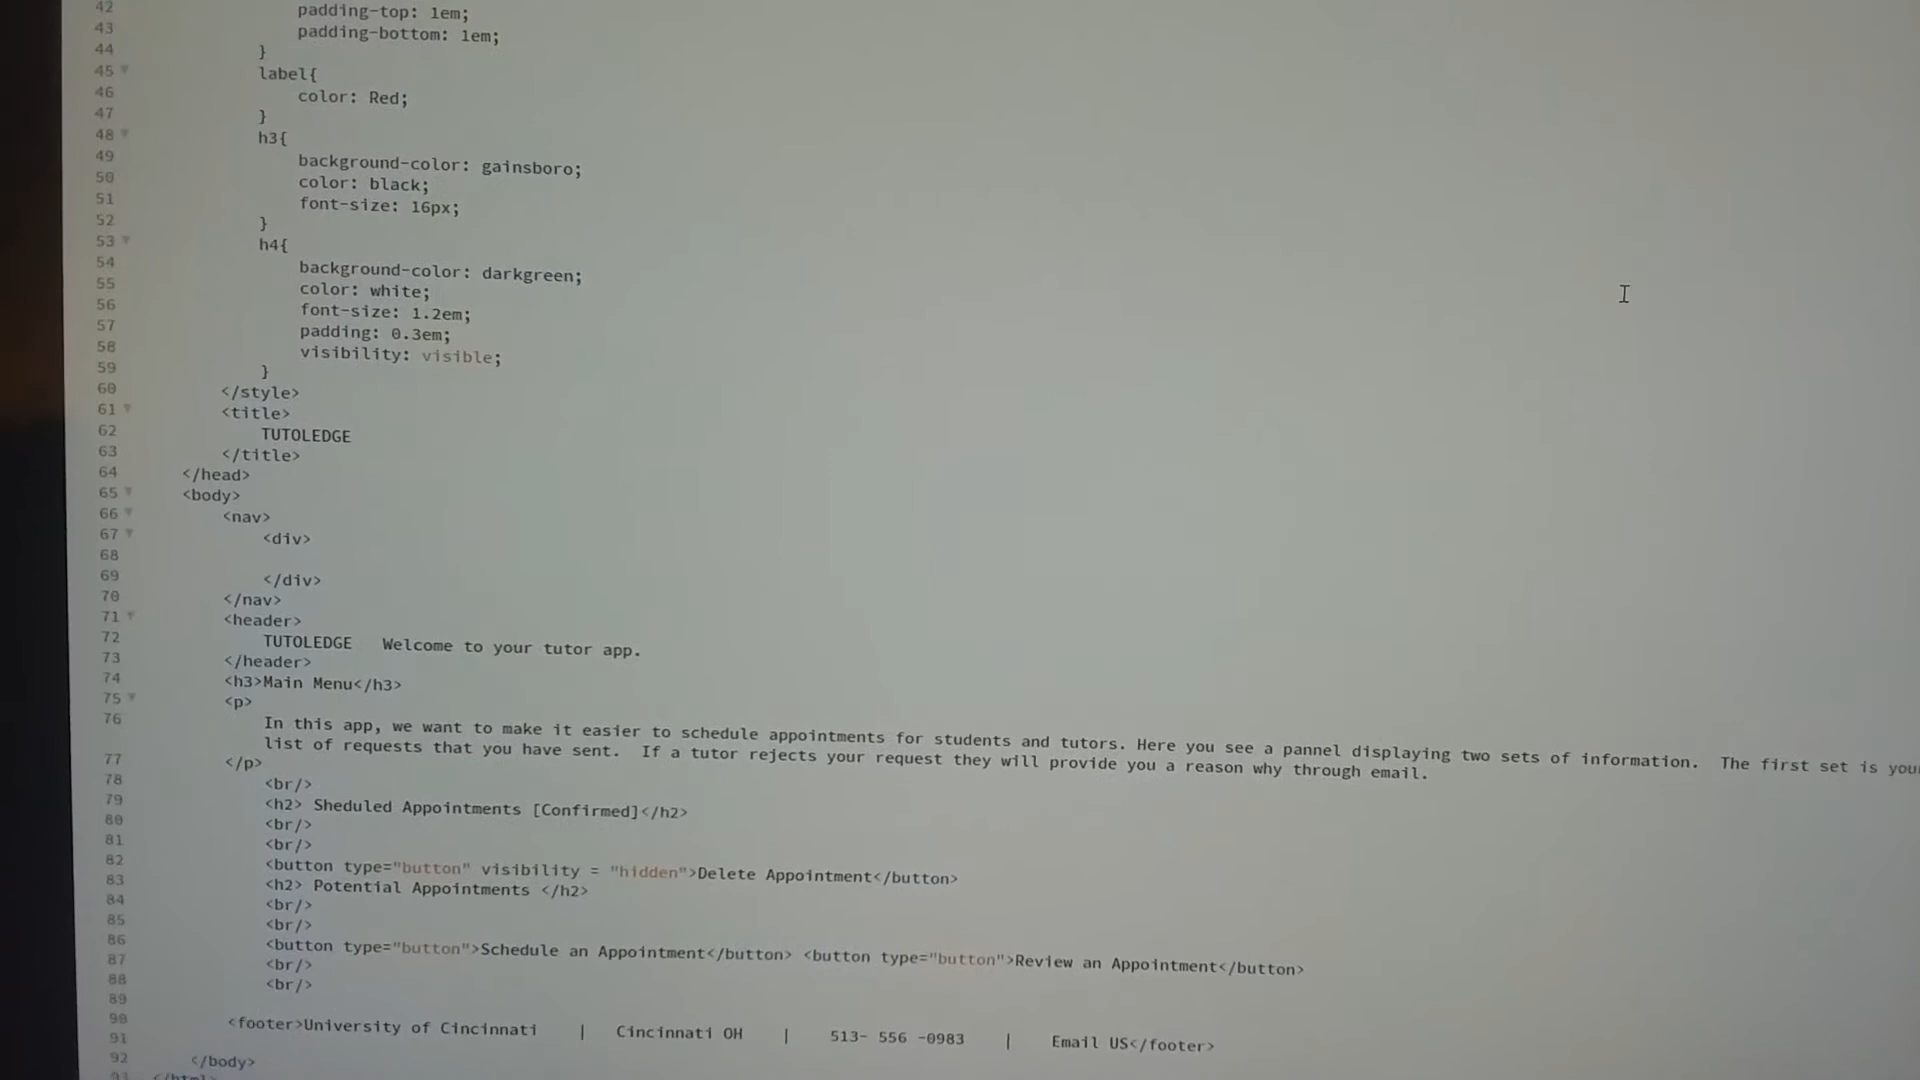 42 padding-top: 1em;
43 padding-bottom: 1em;
44 }
45 label{
46 color: Red;
47 }
48 h3{
49 background-color: gainsboro;
50 color: black;
51 font-size: 16px;
52 }
53 h4{
54 background-color: darkgreen;
55 color: white;
56 font-size: 1.2em;
57 padding: 0.3em;
58 visibility: visible;
59 }
60 </style>
61 <title>
62 TUTOLEDGE
63 </title>
64 </head>
65 <body>
66 <nav>
67 <div>
68
69 </div>
70 </nav>
71 <header>
72 TUTOLEDGE Welcome to your tutor app.
73 </header>
74 <h3>Main Menu</h3>
75 <p>
76 In this app, we want to make it easier to schedule appointments for students and tutors. Here you see a pannel displaying two sets of information. The first set is you
list of requests that you have sent. If a tutor rejects your request they will provide you a reason why through email.
77 </p>
78 <br/>
79 <h2> Sheduled Appointments [Confirmed]</h2>
80 <br/>
81 <br/>
82 <button type="button" visibility = "hidden">Delete Appointment</button>
83 <h2> Potential Appointments </h2>
84 <br/>
85 <br/>
86 <button type="button">Schedule an Appointment</button> <button type="button">Review an Appointment</button>
87 <br/>
88 <br/>
89
90 <footer>University of Cincinnati | Cincinnati OH | 513- 556 -0983 | Email US</footer>
91
92 </body>
93 </html>